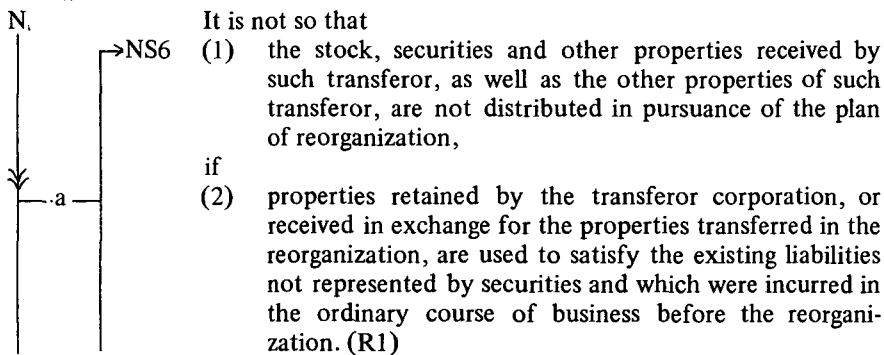 N. It is not so that
→NS6 (1) the stock, securities and other properties received by
such transferor, as well as the other properties of such
transferor, are not distributed in pursuance of the plan
of reorganization,
if
a (2) properties retained by the transferor corporation, or
received in exchange for the properties transferred in the
reorganization, are used to satisfy the existing liabilities
not represented by securities and which were incurred in
the ordinary course of business before the reorgani-
zation. (R1)